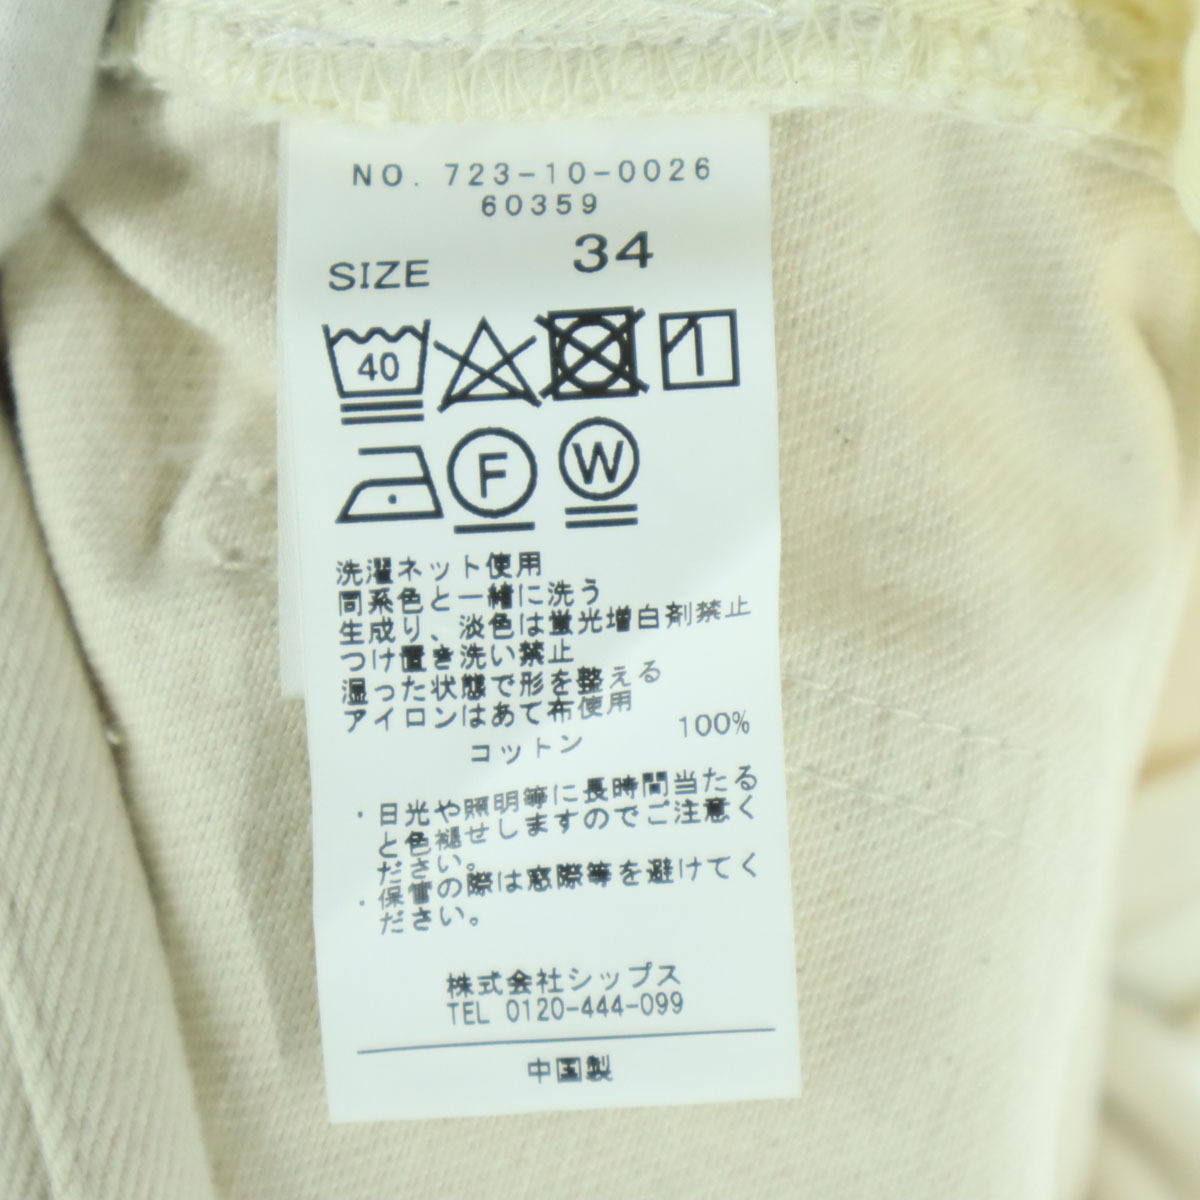 NO. 723-10-0026
60359
SIZE 34
40
F W
洗濯ネット使用
同系色と一緒に洗う
生成り、淡色は蛍光増白剤禁止
つけ置き洗い禁止
湿った状態で形を整える
アイロンはあて布使用
コットン 100%
・日光や照明等に長時間当たる
と色褪せしますのでご注意く
ださい。
・保管の際は窓際等を避けてく
ださい。
株式会社シップス
TEL 0120-444-099
中国製